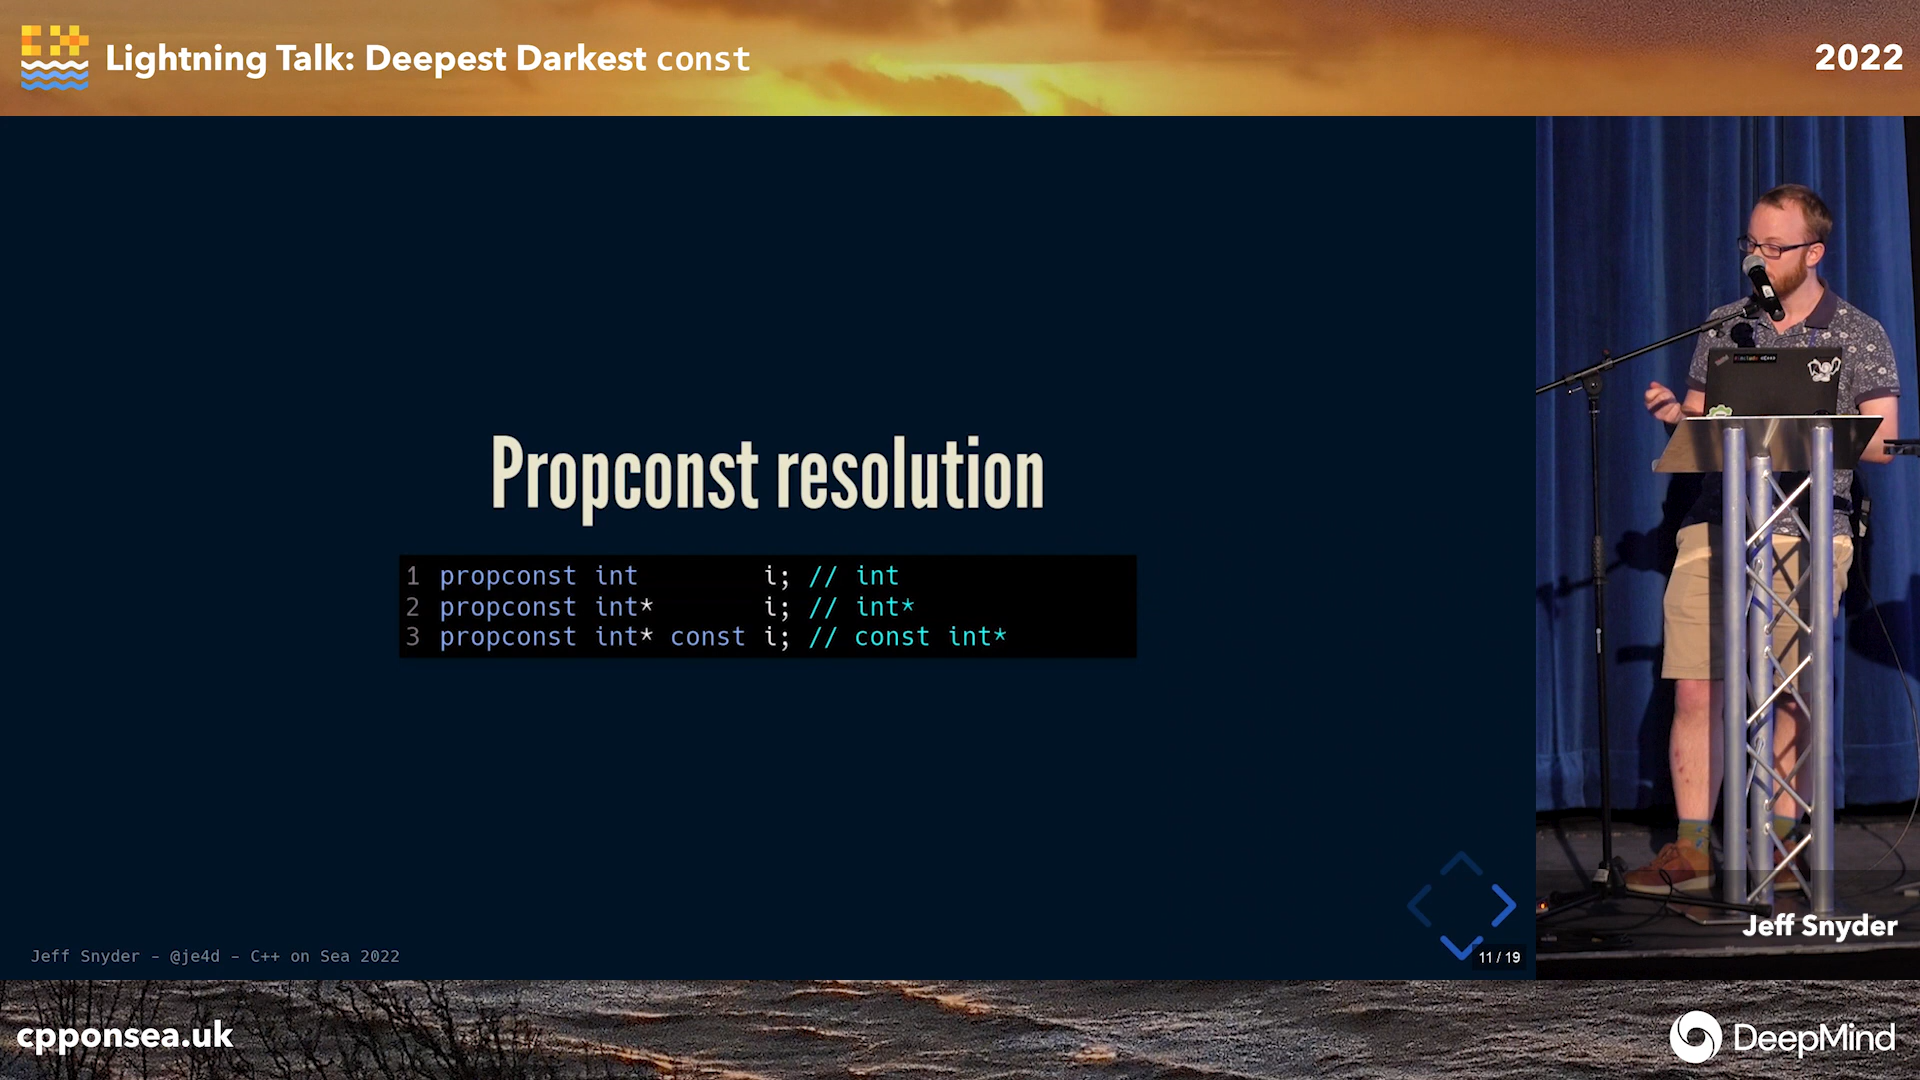 Lightning Talk: Deepest Darkest const
2022
Propconst resolution
1 propconst int        i; // int
2 propconst int*       i; // int*
3 propconst int* const i; // const int*
Jeff Snyder - @je4d - C++ on Sea 2022
11 / 19
Jeff Snyder
cpponsea.uk
DeepMind